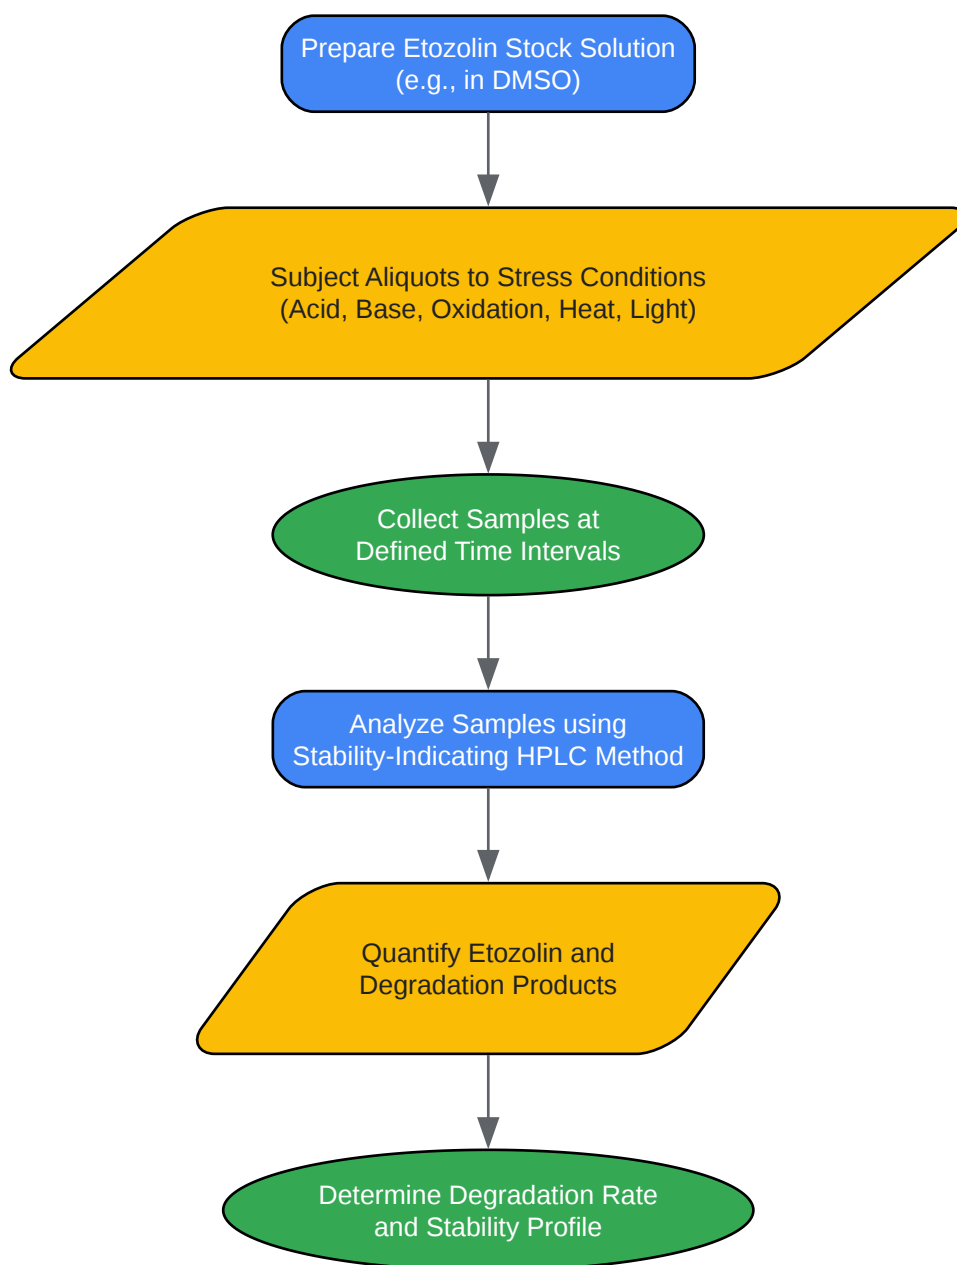 Prepare Etozolin Stock Solution
(e.g., in DMSO)
Subject Aliquots to Stress Conditions
(Acid, Base, Oxidation, Heat, Light)
Collect Samples at
Defined Time Intervals
Analyze Samples using
Stability-Indicating HPLC Method
Quantify Etozolin and
Degradation Products
Determine Degradation Rate
and Stability Profile